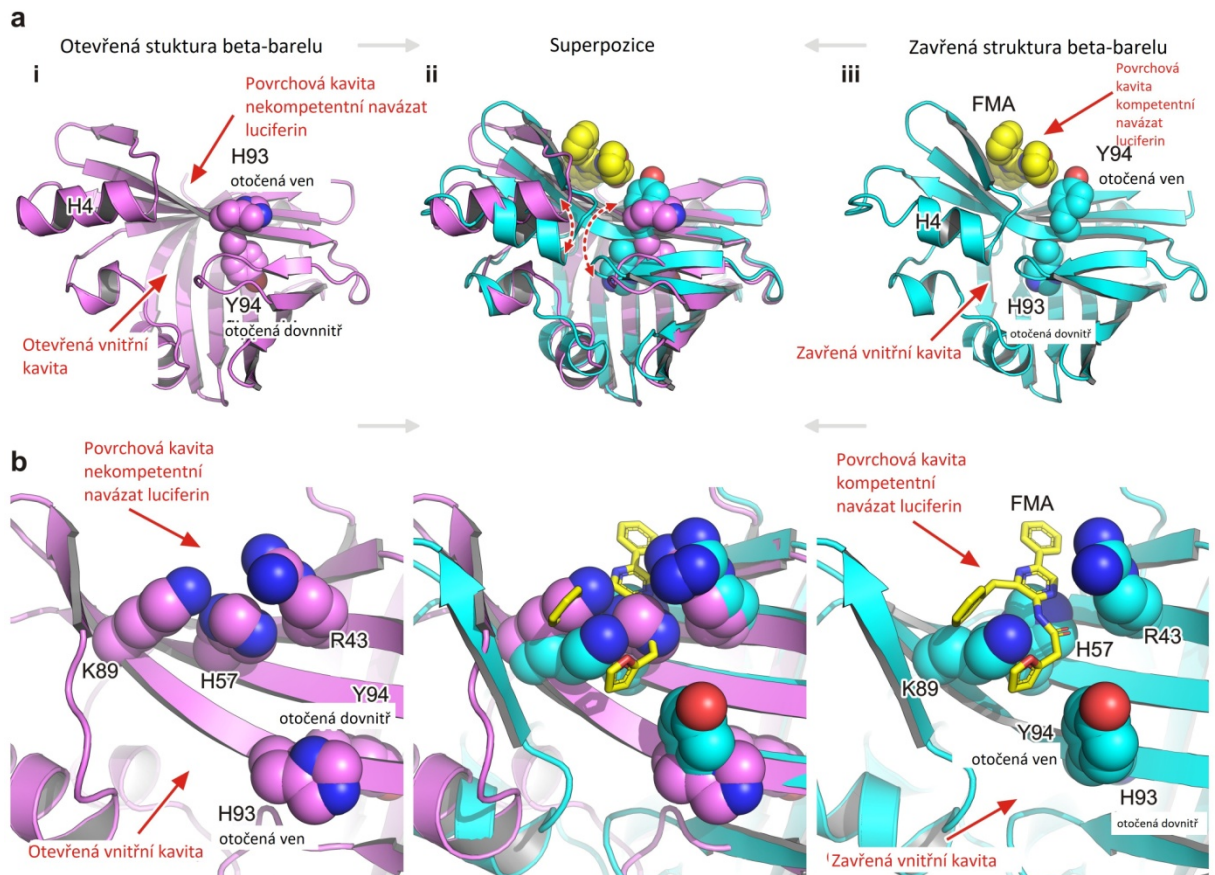 a
Otevřená stuktura beta-barelu
Superpozice
Zavřená struktura beta-barelu
i
Povrchová kavita
nekompetentní navázat
luciferin
H93
otočená ven
H4
Y94
otočená dovnnitř
Otevřená vnitřní
kavita
ii
iii
FMA
Povrchová
kavita
kompetentní
navázat
luciferin
Y94
otočená ven
H4
H93
otočená dovnitř
Zavřená vnitřní kavita
b
Povrchová kavita
nekompetentní
navázat luciferin
K89
H57
R43
Y94
otočená dovnitř
H93
otočená ven
Otevřená vnitřní kavita
Povrchová kavita
kompetentní
navázat luciferin
FMA
R43
H57
K89
Y94
otočená ven
H93
otočená dovnitř
Zavřená vnitřní kavita